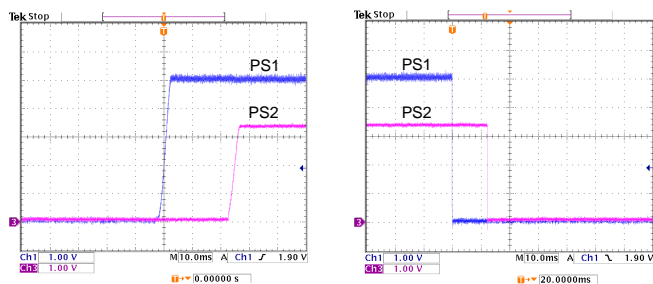 Tek Stop
T
T
PS1
PS2
3
Ch1 1.00 V M 10.0ms A Ch1 ∫ 1.90 V
Ch3 1.00 V
T 0.00000 s
Tek Stop
T
T
PS1
PS2
3
Ch1 1.00 V M 10.0ms A Ch1 1.90 V
Ch3 1.00 V
T 20.0000ms